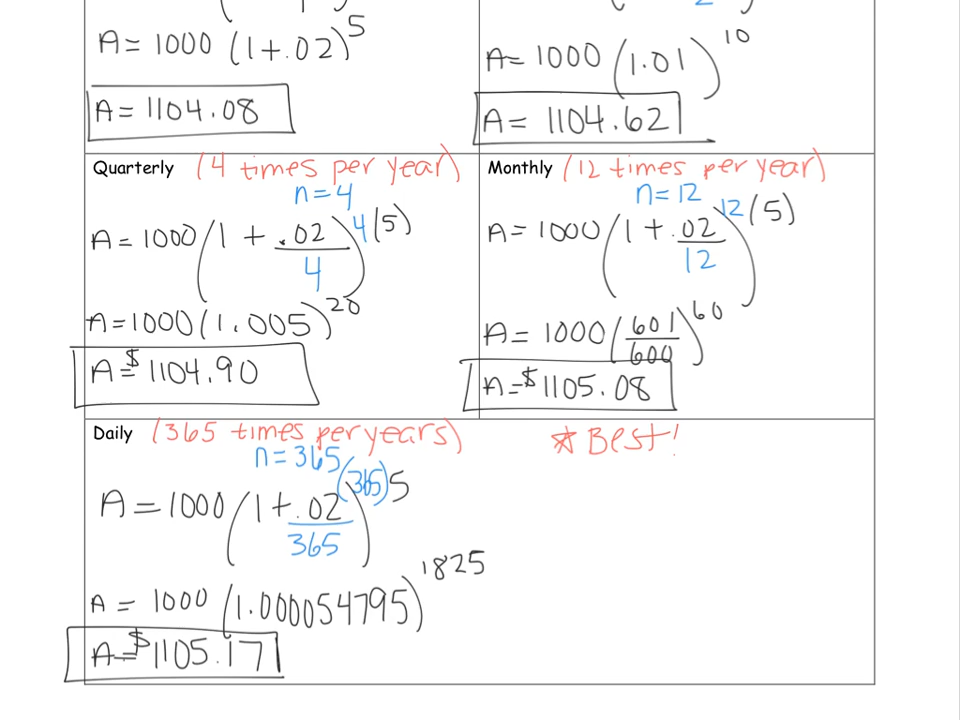 A = 1000 (1+.02)^5
A = 1104.08
2
A= 1000 (1.01)^10
A = 1104.62
Quarterly (4 times per year)
n=4
A = 1000 (1 + .02/4)^4(5)
A=1000(1.005)^20
A=$1104.90
Monthly (12 times per year)
n=12
A = 1000 (1 + .02/12)^12(5)
A = 1000 (601/600)^60
A=$1105.08
Daily (365 times per years)
n=365
A = 1000 (1+.02/365)^(365)5
A = 1000 (1.000054795)^1825
A=$1105.17
* Best!